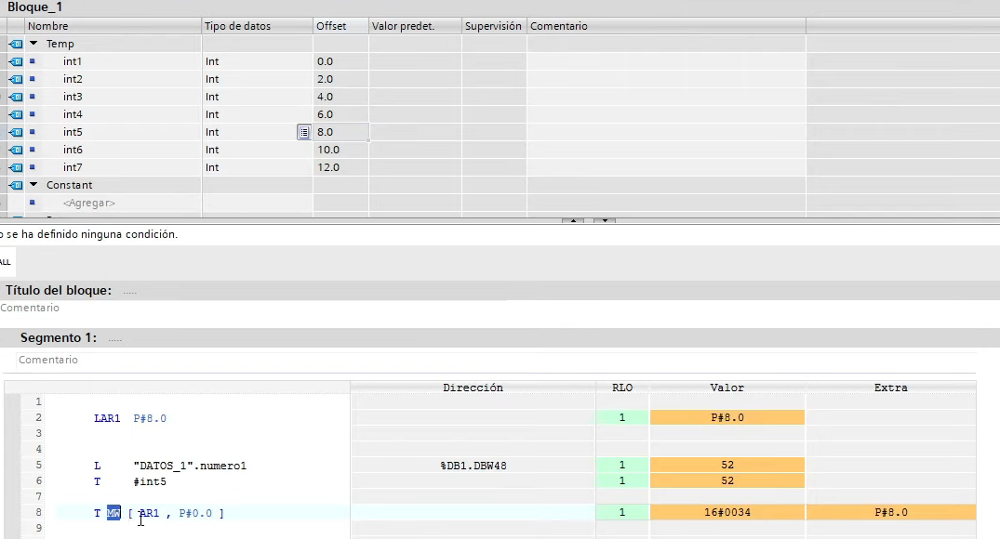 Bloque_1
Nombre Tipo de datos Offset Valor predet. Supervisión Comentario
Temp
int1 Int 0.0
int2 Int 2.0
int3 Int 4.0
int4 Int 6.0
int5 Int 8.0
int6 Int 10.0
int7 Int 12.0
Constant
<Agregar>
o se ha definido ninguna condición.
ALL
Título del bloque: .....
Comentario
Segmento 1: .....
Comentario
Dirección RLO Valor Extra
1
2 LAR1 P#8.0 1 P#8.0
3
4
5 L "DATOS_1".numero1 %DB1.DBW48 1 52
6 T #int5 1 52
7
8 T MW [ AR1 , P#0.0 ] 1 16#0034 P#8.0
9